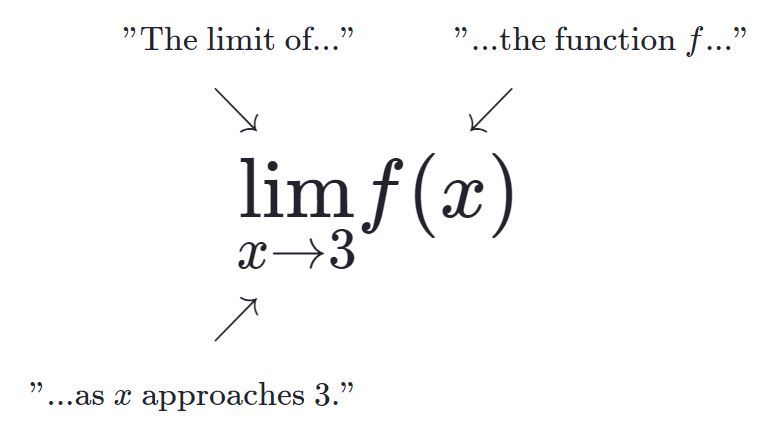 ”The limit of...” ”...the function f...”
lim f(x)
x→3
”...as x approaches 3.”